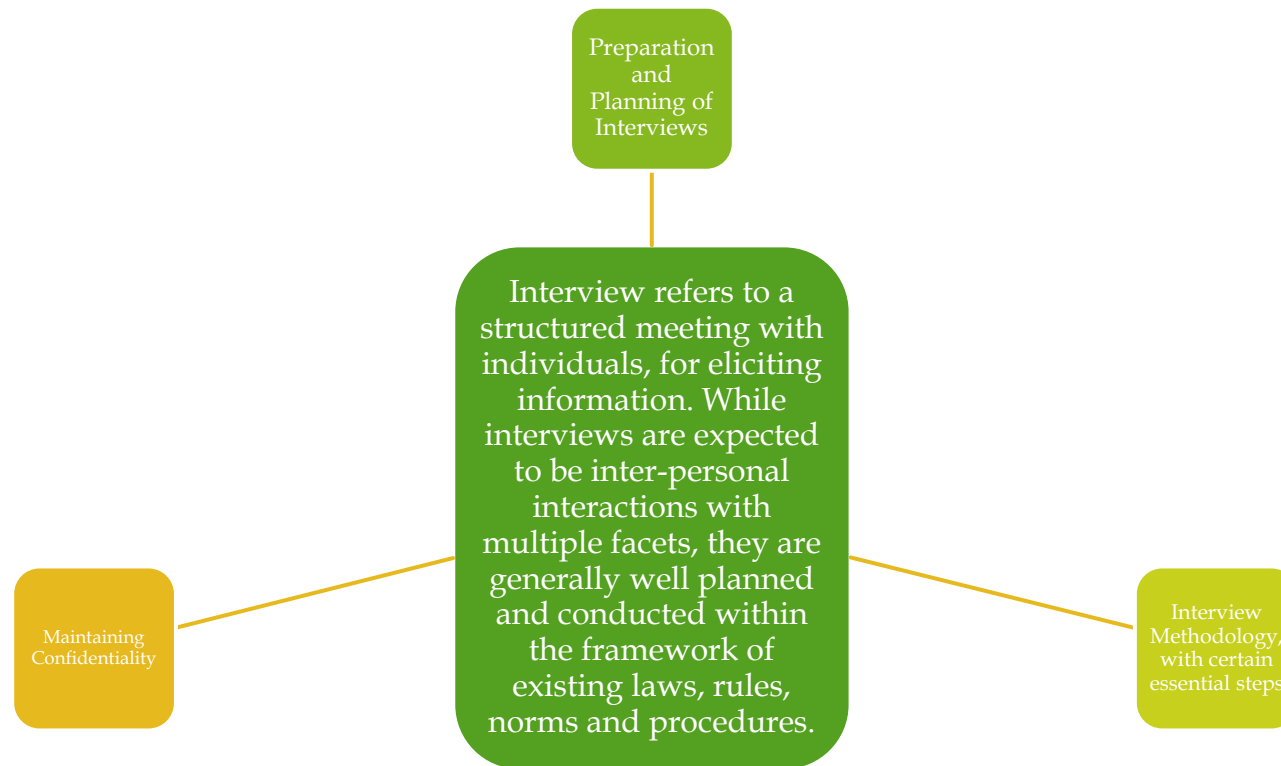 Preparation
and
Planning of
Interviews
Interview refers to a
structured meeting with
individuals, for eliciting
information. While
interviews are expected
to be inter-personal
interactions with
multiple facets, they are
generally well planned
and conducted within
the framework of
existing laws, rules,
norms and procedures.
Maintaining
Confidentiality
Interview
Methodology,
with certain
essential steps